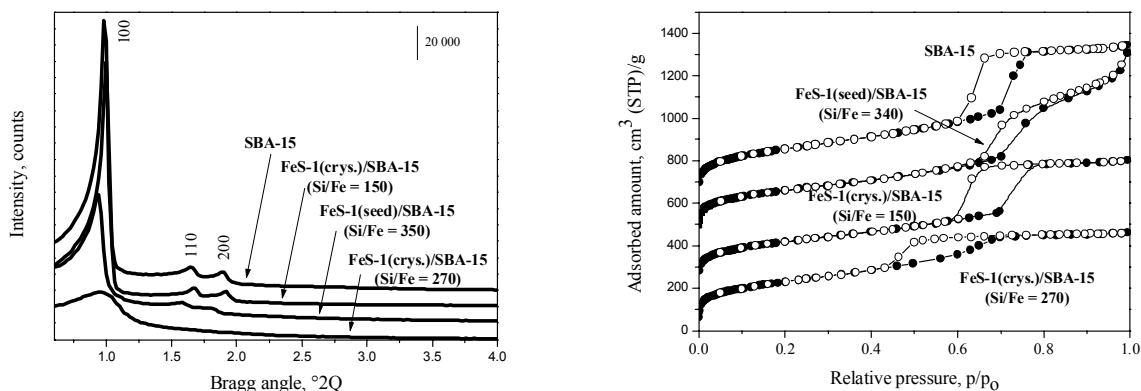 100
20 000
SBA-15
FeS-1(crys.)/SBA-15
(Si/Fe = 150)
FeS-1(seed)/SBA-15
(Si/Fe = 350)
FeS-1(crys.)/SBA-15
(Si/Fe = 270)
110
200
Intensity, counts
1.0 1.5 2.0 2.5 3.0 3.5 4.0
Bragg angle, °2Q
1400
1200
1000
800
600
400
200
0
SBA-15
FeS-1(seed)/SBA-15
(Si/Fe = 340)
FeS-1(crys.)/SBA-15
(Si/Fe = 150)
FeS-1(crys.)/SBA-15
(Si/Fe = 270)
Adsorbed amount, cm³ (STP)/g
0.0 0.2 0.4 0.6 0.8 1.0
Relative pressure, p/p₀